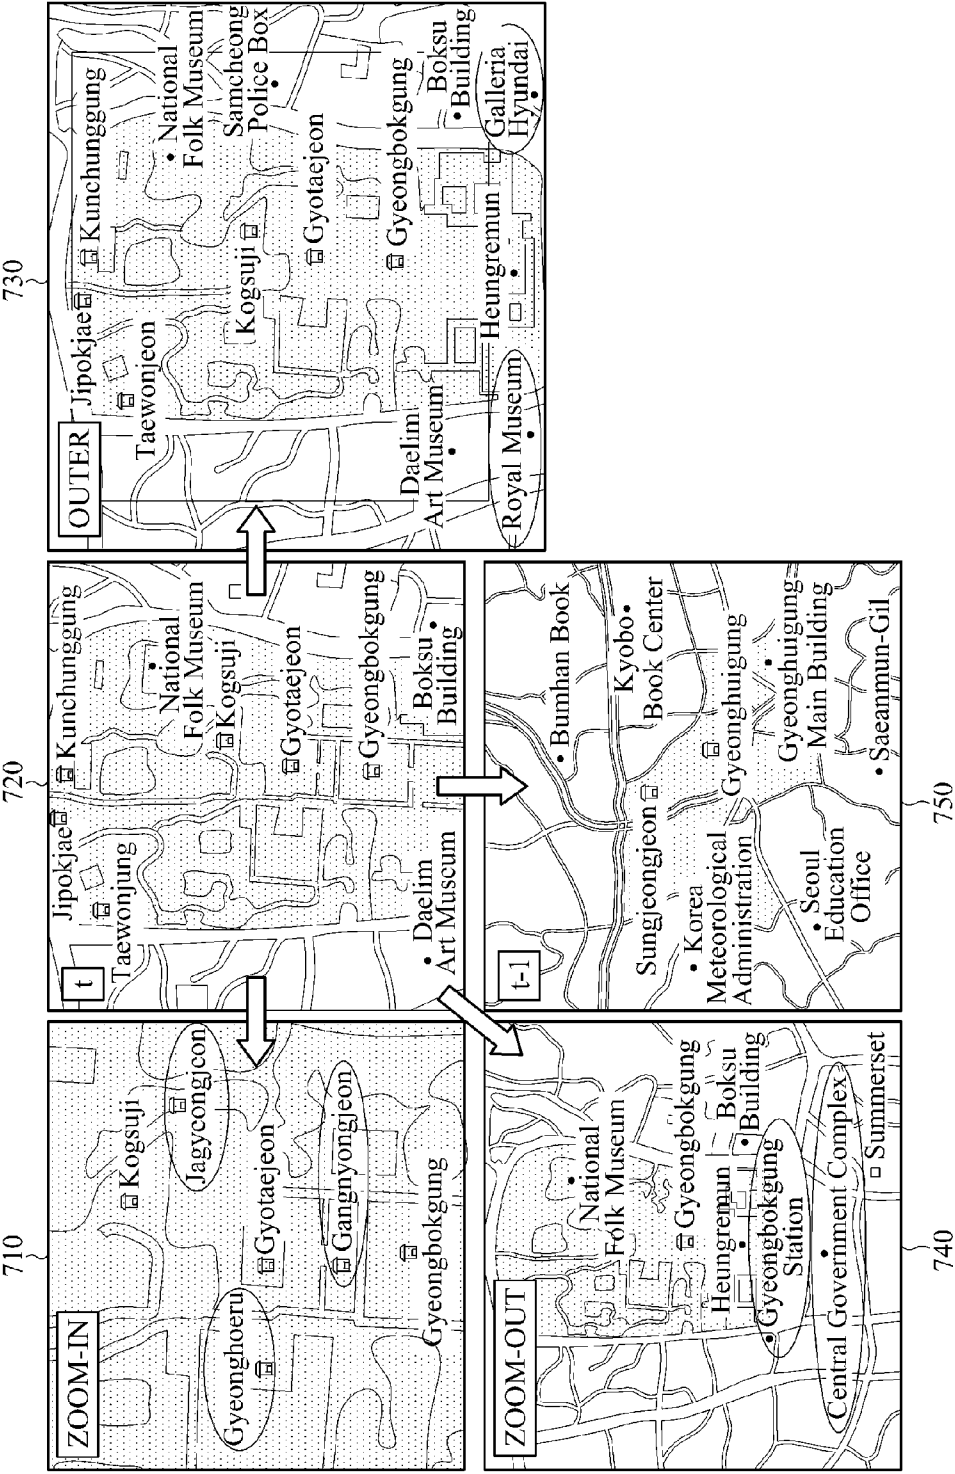 710
ZOOM-IN
Kogsuji
Jagyeongjeon
Gyeonghoeru
Gyotaejeon
Gangnyongjeon
Gyeongbokgung
720
t
Jipokjae
Kunchunggung
Taewonjung
National
Folk Museum
Kogsuji
Gyotaejeon
Gyeongbokgung
Daelim
Art Museum
Boksu
Building
730
OUTER
Jipokjae
Kunchunggung
Taewonjeon
National
Folk Museum
Samcheong
Police Box
Kogsuji
Gyotaejeon
Gyeongbokgung
Daelim
Art Museum
Boksu
Building
Heungremun
Royal Museum
Galleria
Hyundai
ZOOM-OUT
National
Folk Museum
Gyeongbokgung
Heungremun
Boksu
Building
Gyeongbokgung
Station
Central Government Complex
Summerset
740
t-1
Bumhan Book
Kyobo
Book Center
Sungjeongjeon
Gyeonghuigung
Korea
Meteorological
Administration
Gyeonghuigung
Main Building
Seoul
Education
Office
Saeamun-Gil
750